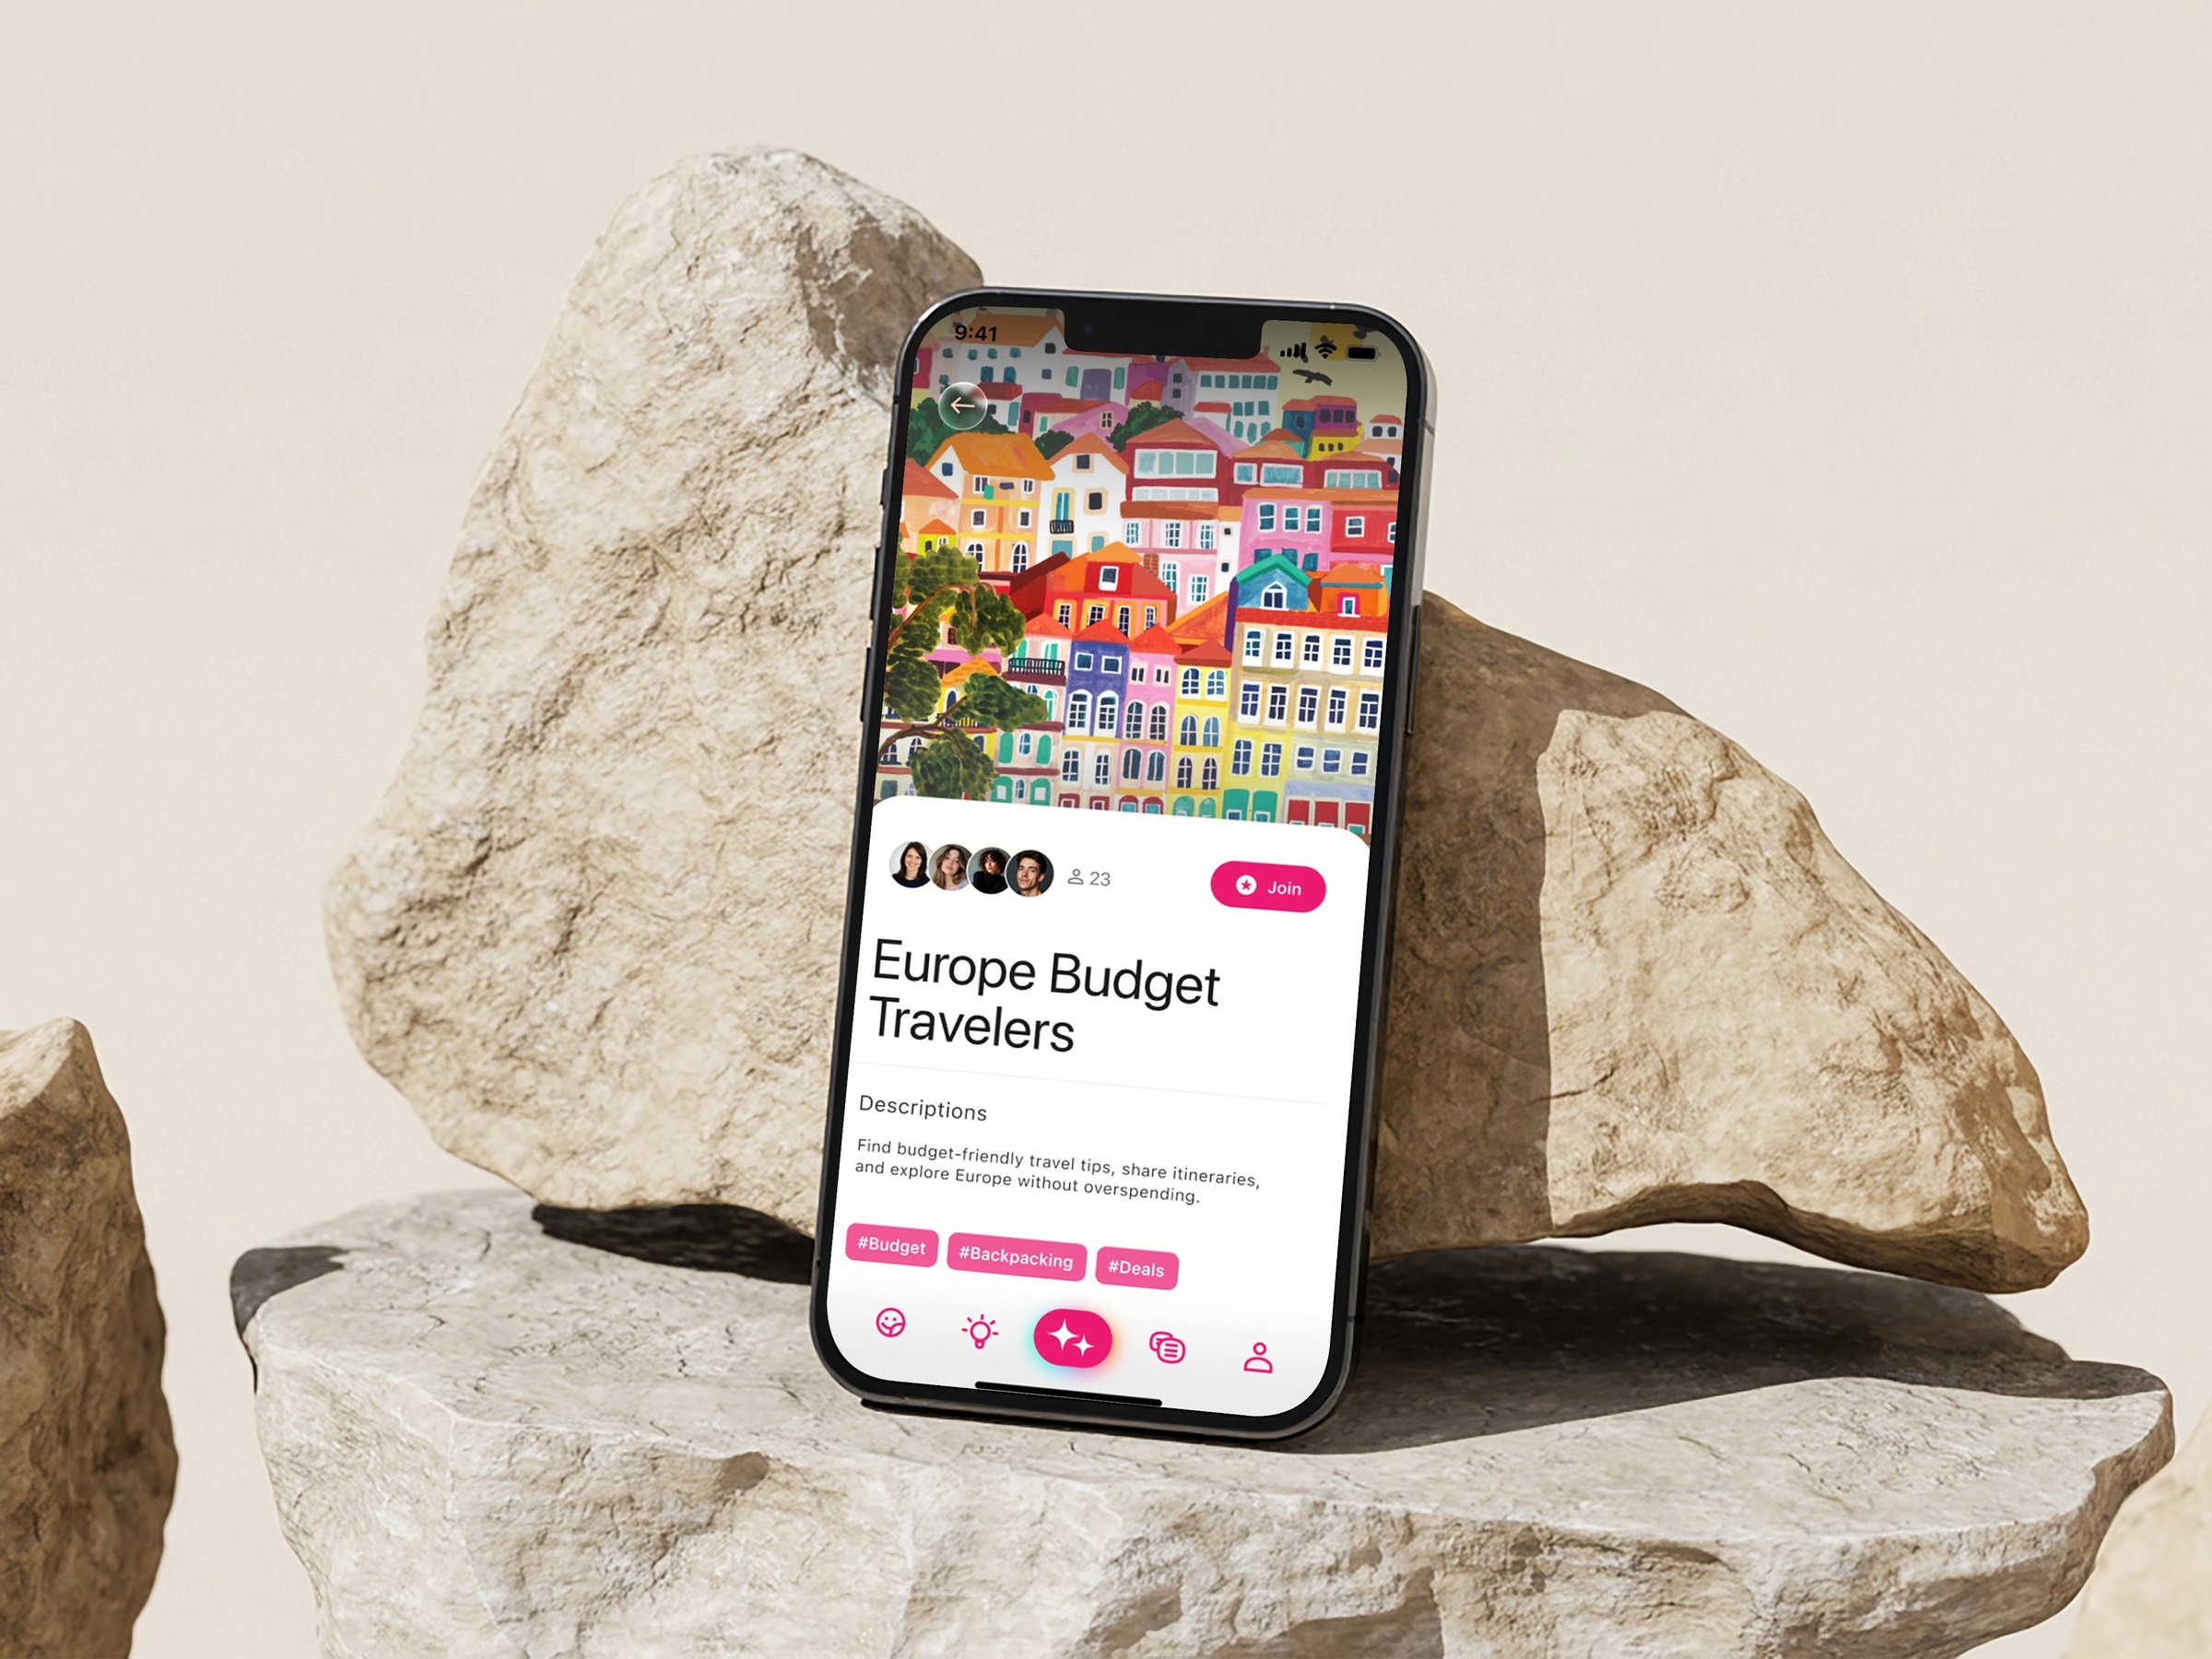 9:41
23
Join
Europe Budget
Travelers
Descriptions
Find budget-friendly travel tips, share itineraries,
and explore Europe without overspending.
#Budget #Backpacking #Deals